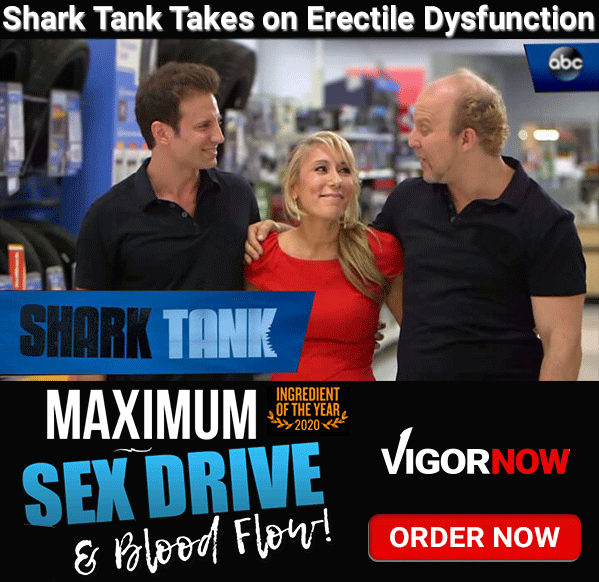 Shark Tank Takes on Erectile Dysfunction
abc
SHARK TANK
MAXIMUM
INGREDIENT
OF THE YEAR
2020
SEX DRIVE
& Blood Flow!
VIGORNOW
ORDER NOW